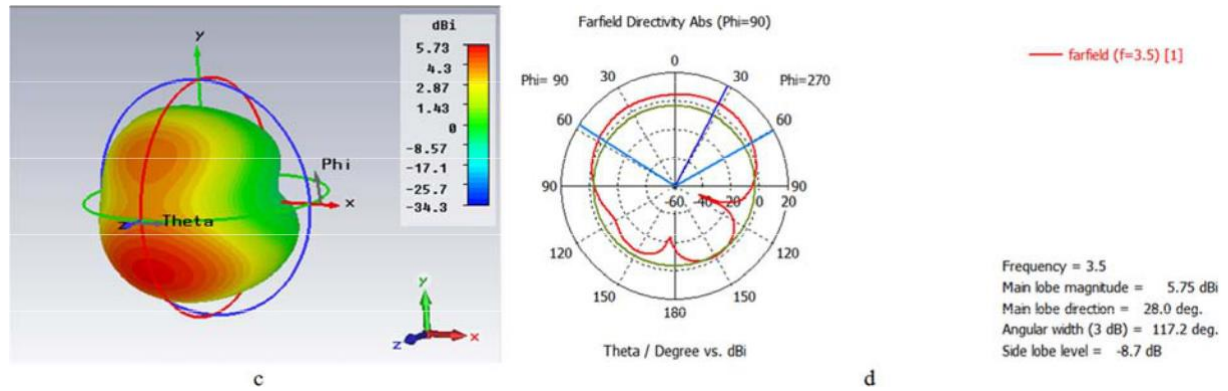 dBi
5.73
4.3
2.87
1.43
0
-8.57
-17.1
-25.7
-34.3
y
Phi
x
z
Theta
y
z
x
c
Farfield Directivity Abs (Phi=90)
farfield (f=3.5) [1]
Phi= 90
30
0
30
Phi=270
60
60
90
-60
-40
-20
0
20
90
120
120
150
150
180
Frequency = 3.5
Main lobe magnitude = 5.75 dBi
Main lobe direction = 28.0 deg.
Angular width (3 dB) = 117.2 deg.
Side lobe level = -8.7 dB
Theta / Degree vs. dBi
d